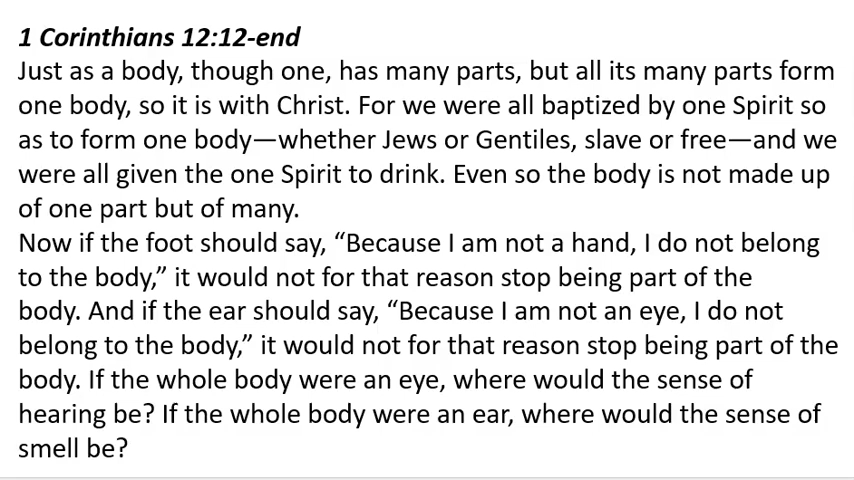 1 Corinthians 12:12-end
Just as a body, though one, has many parts, but all its many parts form
one body, so it is with Christ. For we were all baptized by one Spirit so
as to form one body—whether Jews or Gentiles, slave or free—and we
were all given the one Spirit to drink. Even so the body is not made up
of one part but of many.
Now if the foot should say, “Because I am not a hand, I do not belong
to the body,” it would not for that reason stop being part of the
body. And if the ear should say, “Because I am not an eye, I do not
belong to the body,” it would not for that reason stop being part of the
body. If the whole body were an eye, where would the sense of
hearing be? If the whole body were an ear, where would the sense of
smell be?